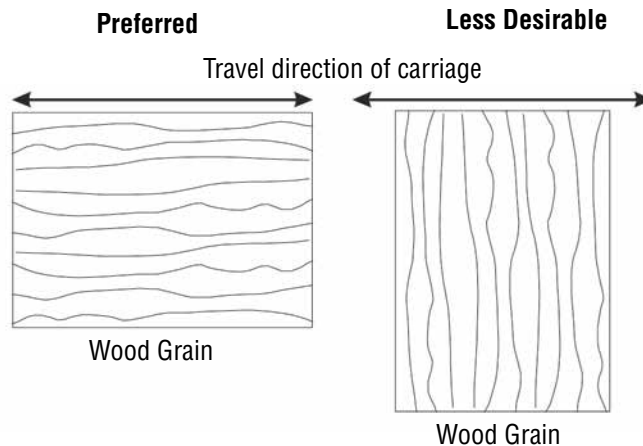 Preferred
Less Desirable
Travel direction of carriage
Wood Grain
Wood Grain